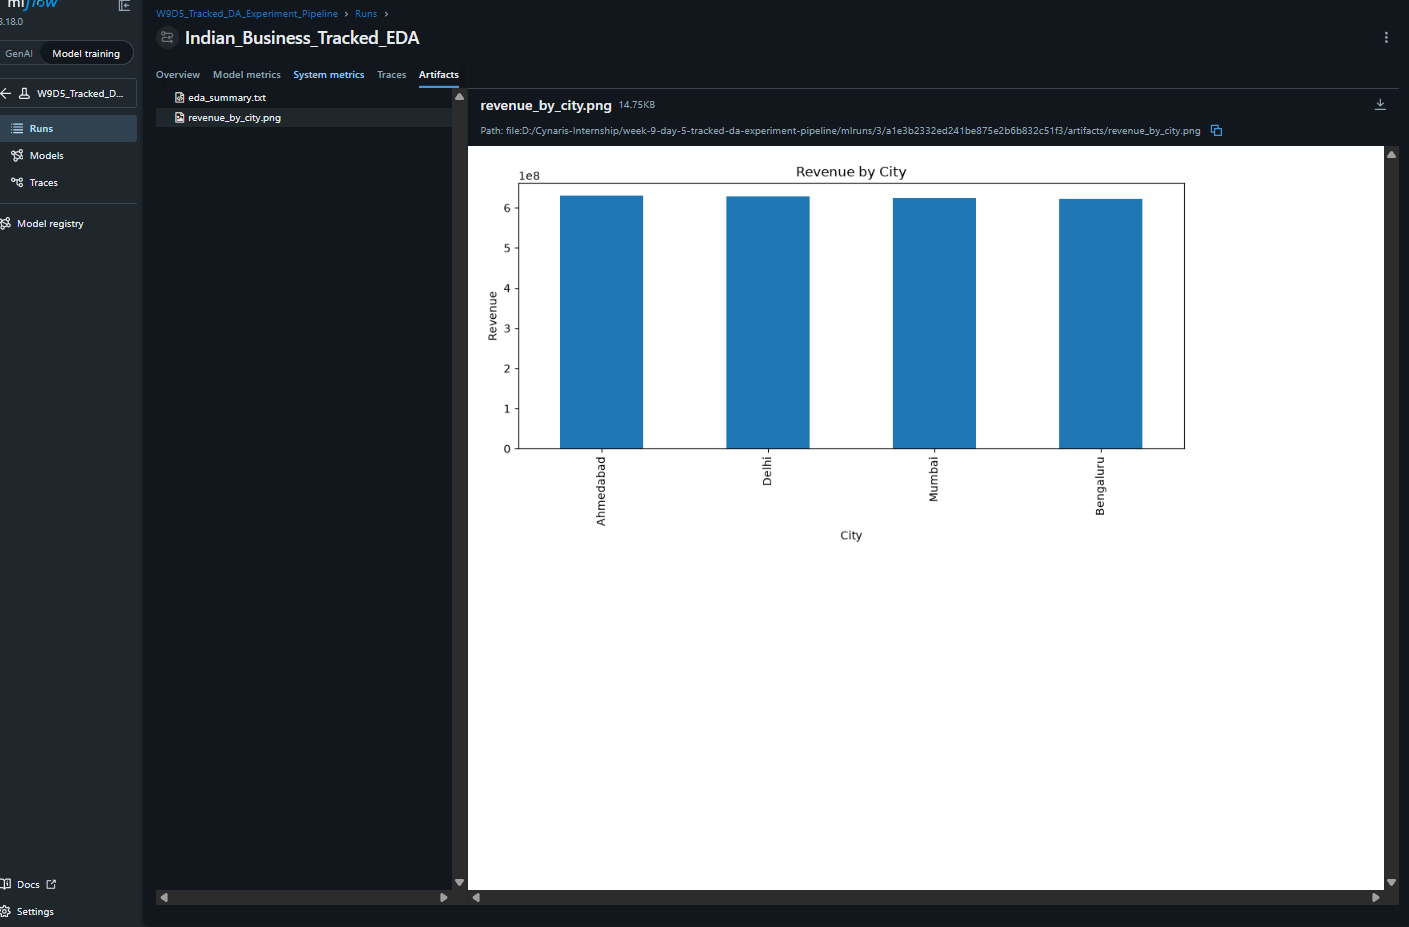 mlflow
3.18.0
GenAI
Model training
W9D5_Tracked_D...
Runs
Models
Traces
Model registry
Docs
Settings
W9D5_Tracked_DA_Experiment_Pipeline › Runs ›
Indian_Business_Tracked_EDA
Overview Model metrics System metrics Traces Artifacts
eda_summary.txt
revenue_by_city.png
revenue_by_city.png 14.75KB
Path: file:D:/Cynaris-Internship/week-9-day-5-tracked-da-experiment-pipeline/mlruns/3/a1e3b2332ed241be875e2b6b832c51f3/artifacts/revenue_by_city.png
Revenue by City
1e8
6
5
4
3
2
1
0
Revenue
Ahmedabad
Delhi
Mumbai
Bengaluru
City